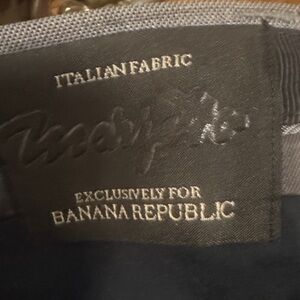 ITALIAN FABRIC
EXCLUSIVELY FOR
BANANA REPUBLIC